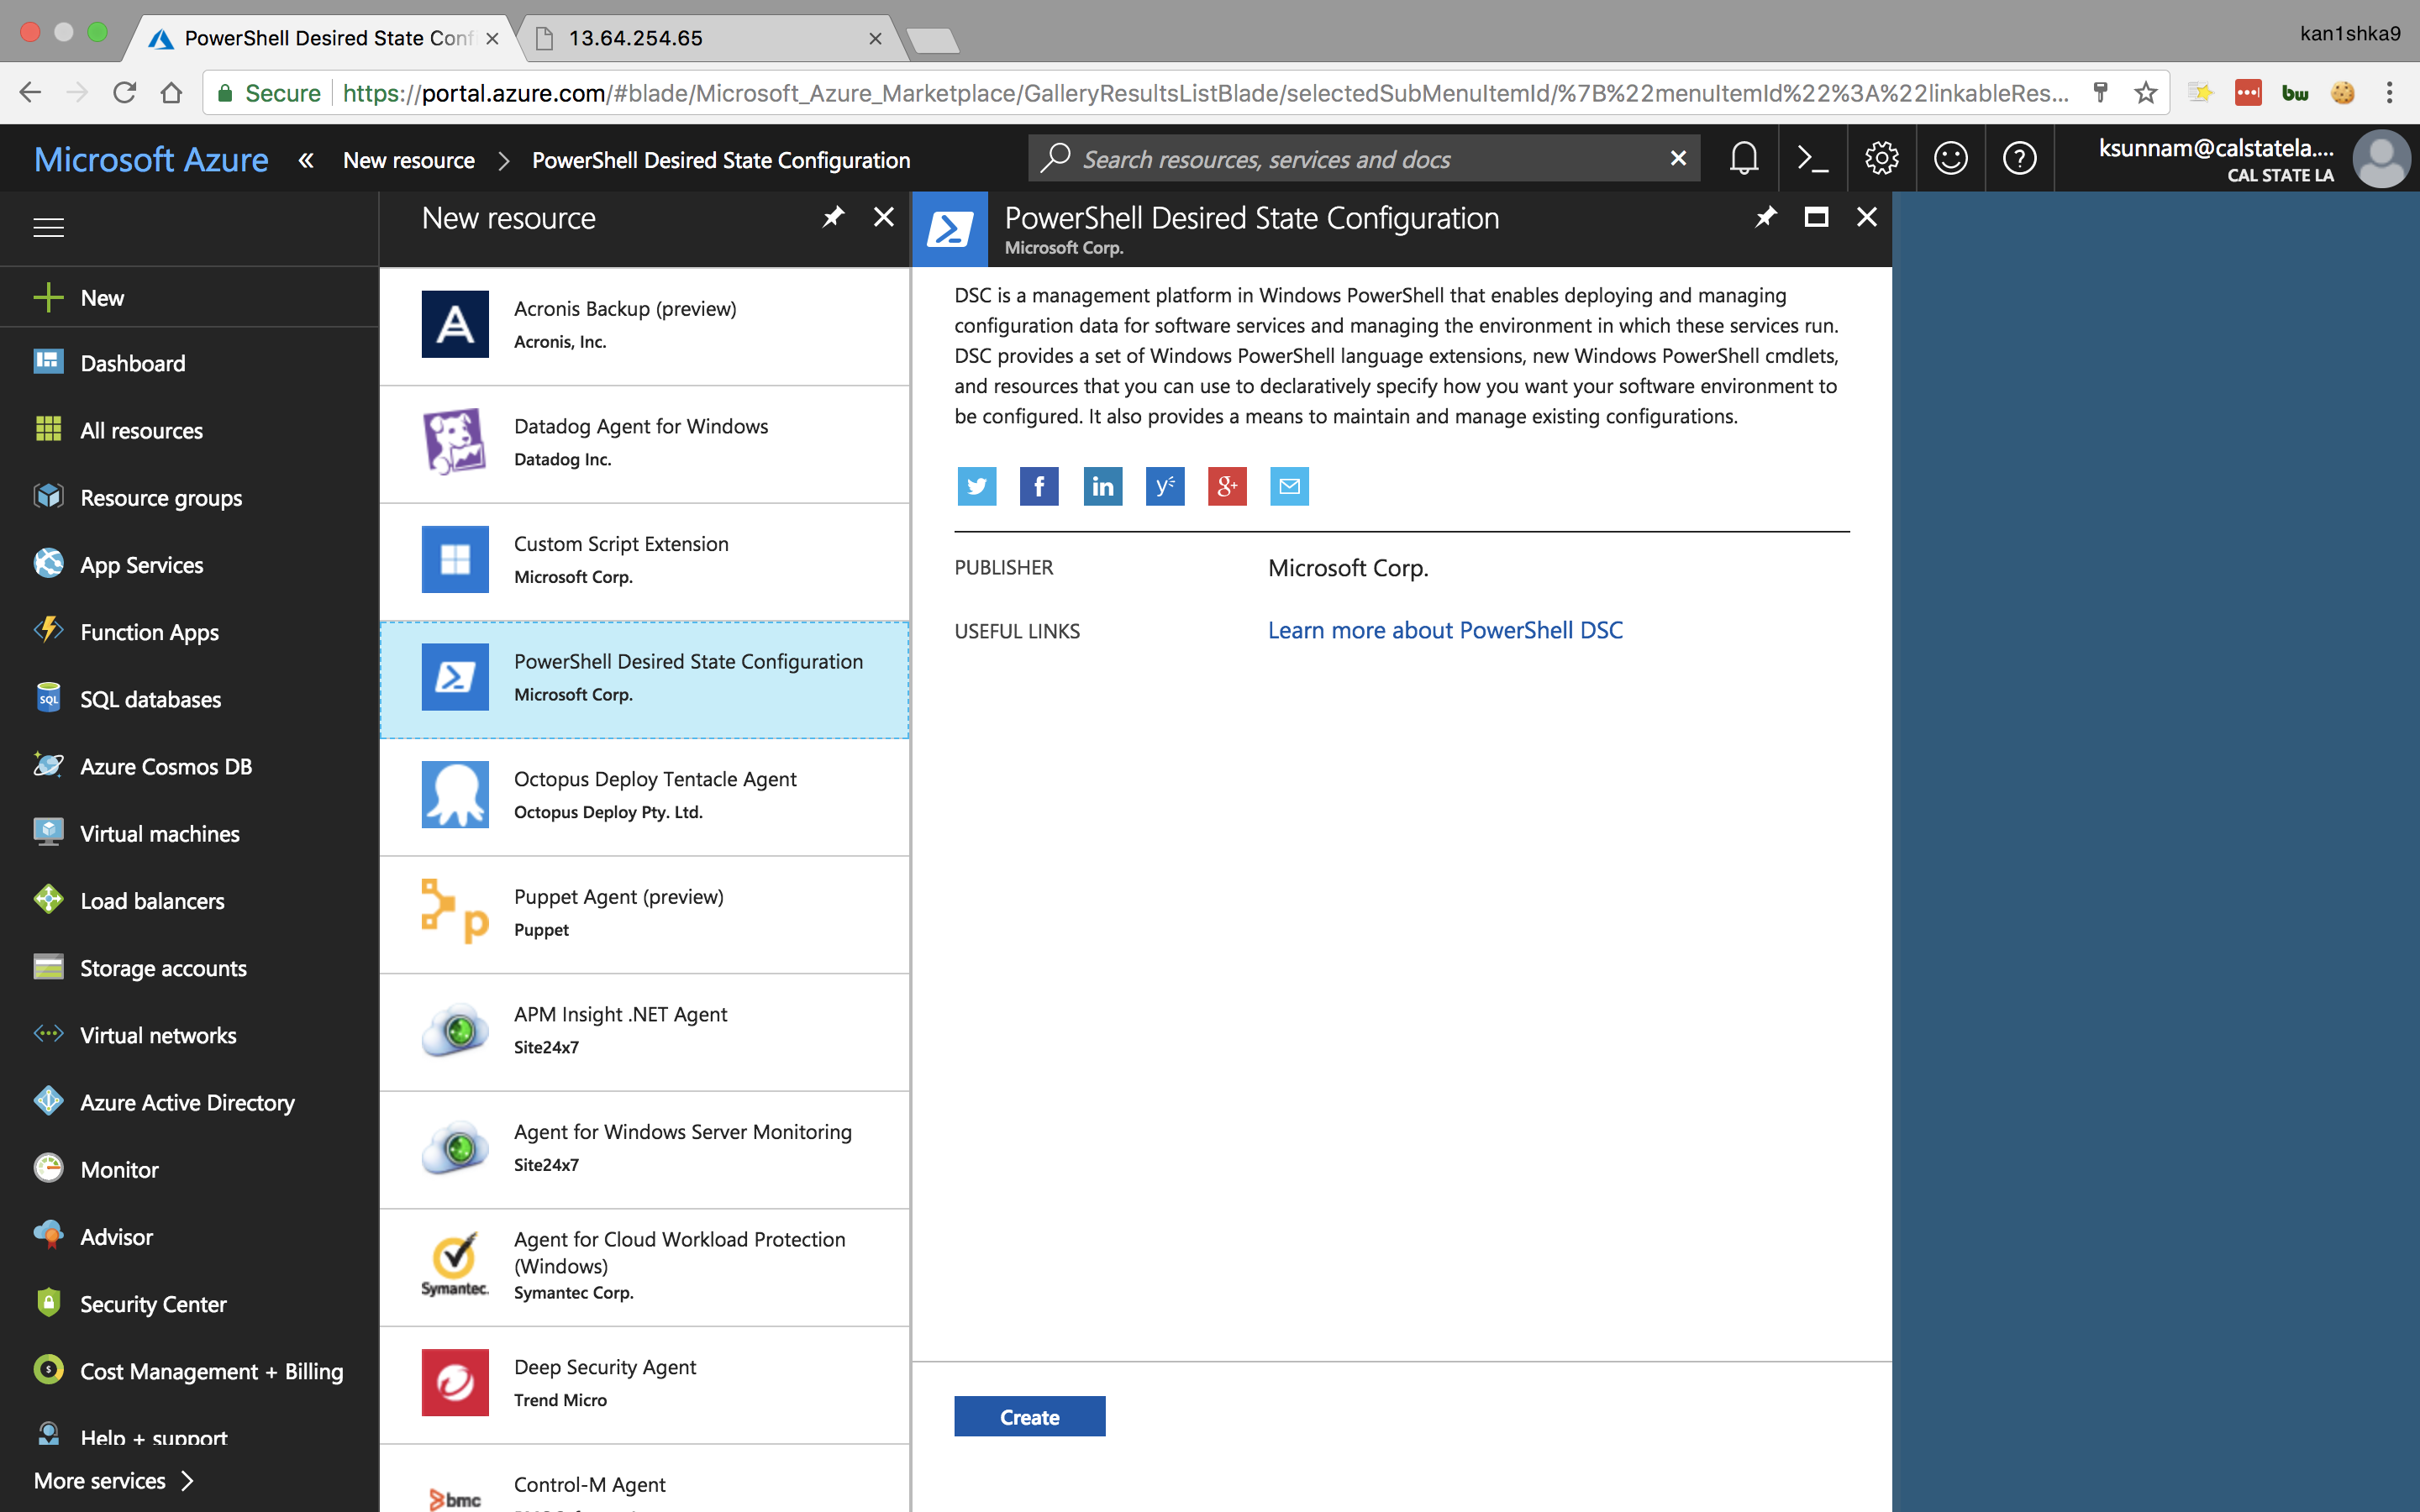 PowerShell Desired State Conf
13.64.254.65
kan1shka9
Secure
https://portal.azure.com/#blade/Microsoft_Azure_Marketplace/GalleryResultsListBlade/selectedSubMenuItemId/%7B%22menuItemId%22%3A%22linkableRes...
bw
Microsoft Azure
New resource
PowerShell Desired State Configuration
Search resources, services and docs
ksunnam@calstatela....
CAL STATE LA
New
Dashboard
All resources
Resource groups
App Services
Function Apps
SQL
SQL databases
Azure Cosmos DB
Virtual machines
Load balancers
Storage accounts
Virtual networks
Azure Active Directory
Monitor
Advisor
Security Center
Cost Management + Billing
Help + support
More services
New resource
Acronis Backup (preview)
Acronis, Inc.
Datadog Agent for Windows
Datadog Inc.
Custom Script Extension
Microsoft Corp.
PowerShell Desired State Configuration
Microsoft Corp.
Octopus Deploy Tentacle Agent
Octopus Deploy Pty. Ltd.
Puppet Agent (preview)
Puppet
APM Insight .NET Agent
Site24x7
Agent for Windows Server Monitoring
Site24x7
Symantec.
Agent for Cloud Workload Protection
(Windows)
Symantec Corp.
Deep Security Agent
Trend Micro
bmc
Control-M Agent
PowerShell Desired State Configuration
Microsoft Corp.
DSC is a management platform in Windows PowerShell that enables deploying and managing
configuration data for software services and managing the environment in which these services run.
DSC provides a set of Windows PowerShell language extensions, new Windows PowerShell cmdlets,
and resources that you can use to declaratively specify how you want your software environment to
be configured. It also provides a means to maintain and manage existing configurations.
PUBLISHER
Microsoft Corp.
USEFUL LINKS
Learn more about PowerShell DSC
Create